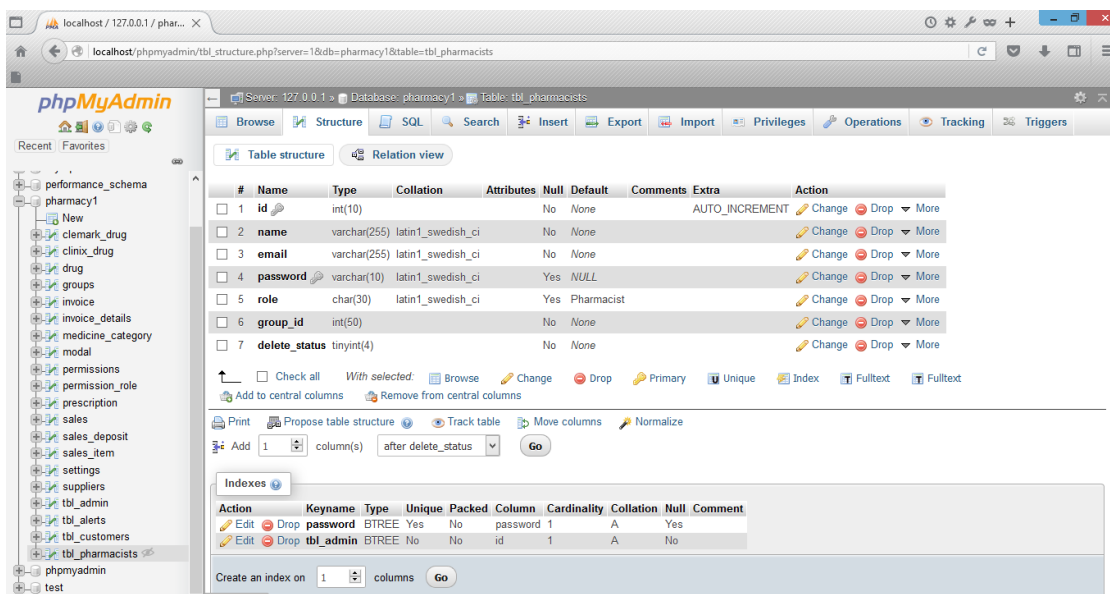 localhost / 127.0.0.1 / phar...
localhost/phpmyadmin/tbl_structure.php?server=1&db=pharmacy1&table=tbl_pharmacists
phpMyAdmin
Recent Favorites
performance_schema
pharmacy1
New
clemark_drug
clinix_drug
drug
groups
invoice
invoice_details
medicine_category
modal
permissions
permission_role
prescription
sales
sales_deposit
sales_item
settings
suppliers
tbl_admin
tbl_alerts
tbl_customers
tbl_pharmacists
phpmyadmin
test
Server: 127.0.0.1 » Database: pharmacy1 » Table: tbl_pharmacists
Browse Structure SQL Search Insert Export Import Privileges Operations Tracking Triggers
Table structure Relation view
# Name Type Collation Attributes Null Default Comments Extra Action
1 id int(10) No None AUTO_INCREMENT Change Drop More
2 name varchar(255) latin1_swedish_ci No None Change Drop More
3 email varchar(255) latin1_swedish_ci No None Change Drop More
4 password varchar(10) latin1_swedish_ci Yes NULL Change Drop More
5 role char(30) latin1_swedish_ci Yes Pharmacist Change Drop More
6 group_id int(50) No None Change Drop More
7 delete_status tinyint(4) No None Change Drop More
Check all With selected: Browse Change Drop Primary Unique Index Fulltext Fulltext
Add to central columns Remove from central columns
Print Propose table structure Track table Move columns Normalize
Add 1 column(s) after delete_status Go
Indexes
Action Keyname Type Unique Packed Column Cardinality Collation Null Comment
Edit Drop password BTREE Yes No password 1 A Yes
Edit Drop tbl_admin BTREE No No id 1 A No
Create an index on 1 columns Go